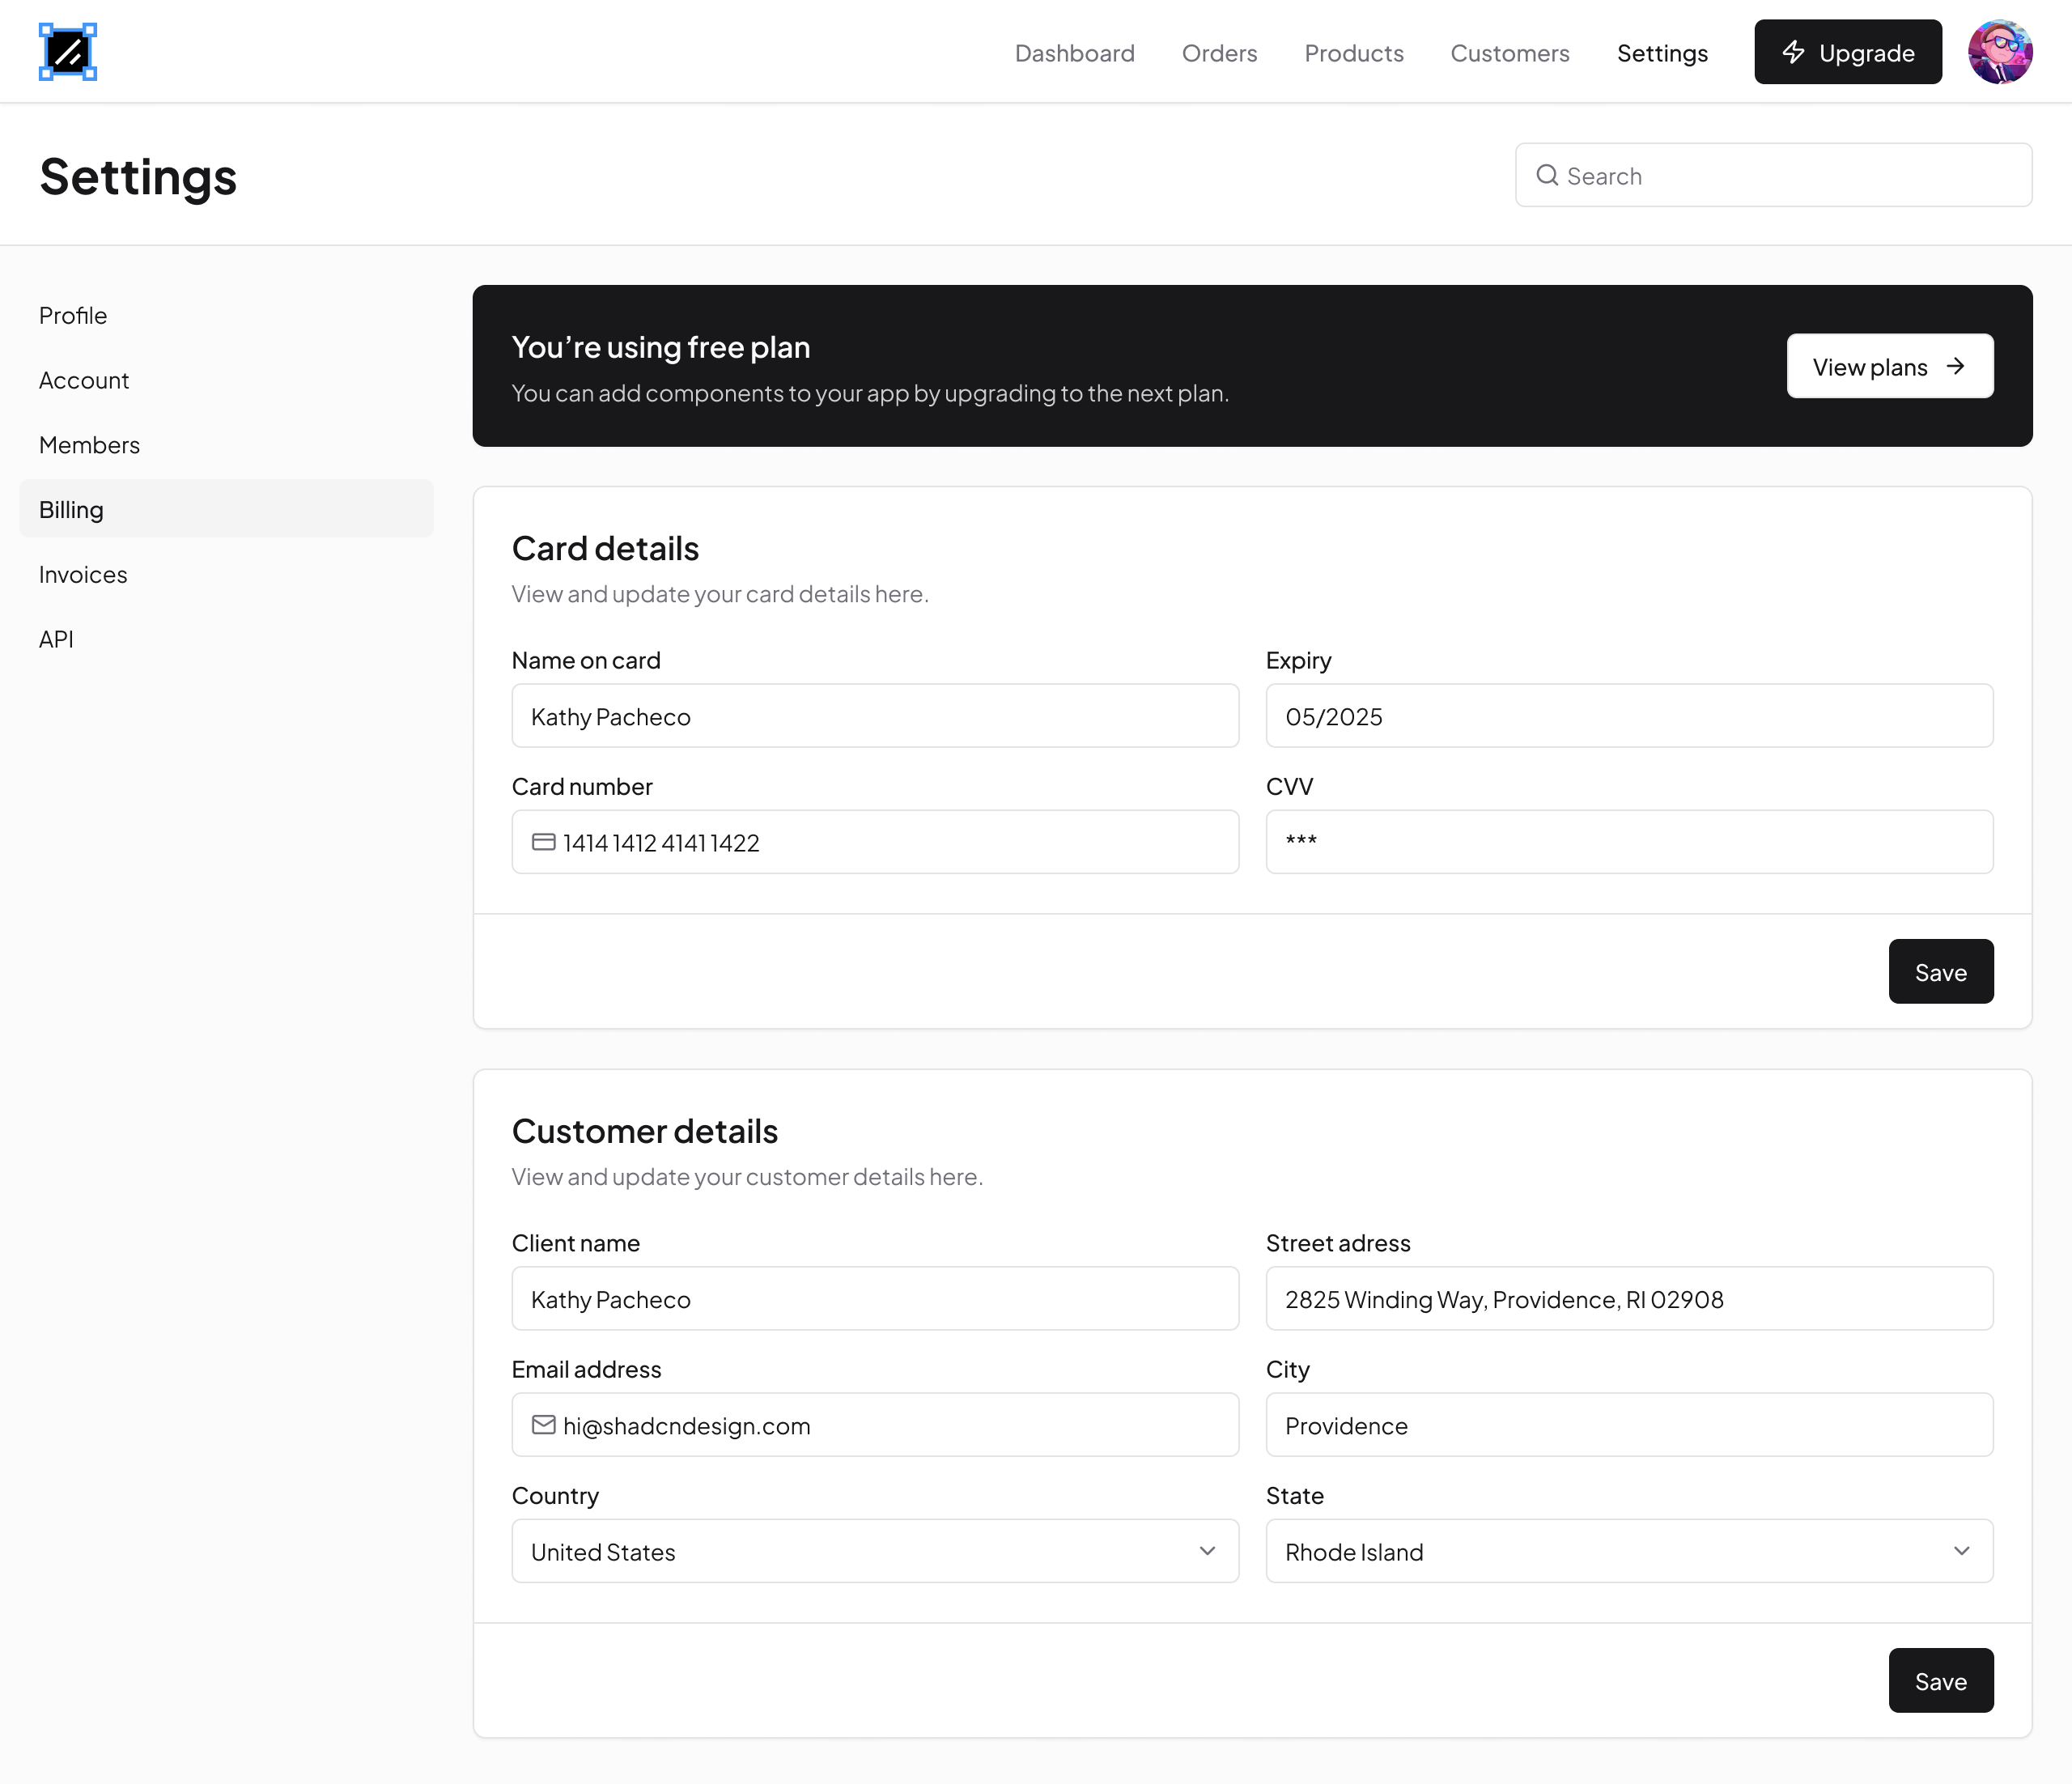 Dashboard Orders Products Customers Settings Upgrade
Settings
Search
Profile
Account
Members
Billing
Invoices
API
You’re using free plan
You can add components to your app by upgrading to the next plan.
View plans
Card details
View and update your card details here.
Name on card
Kathy Pacheco
Expiry
05/2025
Card number
1414 1412 4141 1422
CVV
***
Save
Customer details
View and update your customer details here.
Client name
Kathy Pacheco
Street adress
2825 Winding Way, Providence, RI 02908
Email address
hi@shadcndesign.com
City
Providence
Country
United States
State
Rhode Island
Save